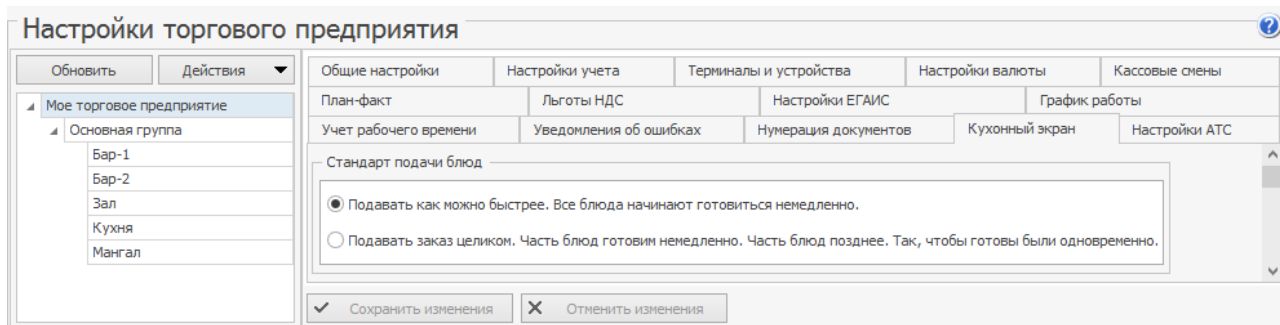 Настройки торгового предприятия
Обновить Действия
Мое торговое предприятие
Основная группа
Бар-1
Бар-2
Зал
Кухня
Мангал
Общие настройки Настройки учета Терминалы и устройства Настройки валюты Кассовые смены
План-факт Льготы НДС Настройки ЕГАИС График работы
Учет рабочего времени Уведомления об ошибках Нумерация документов Кухонный экран Настройки АТС
Стандарт подачи блюд
Подавать как можно быстрее. Все блюда начинают готовиться немедленно.
Подавать заказ целиком. Часть блюд готовим немедленно. Часть блюд позднее. Так, чтобы готовы были одновременно.
Сохранить изменения Отменить изменения